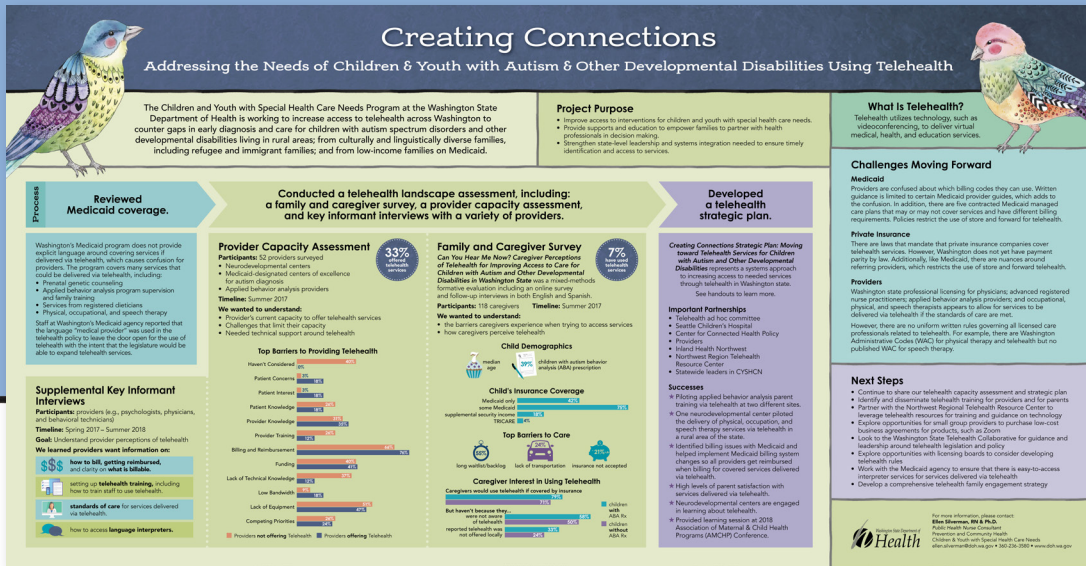 Creating Connections
Addressing the Needs of Children & Youth with Autism & Other Developmental Disabilities Using Telehealth
The Children and Youth with Special Health Care Needs Program at the Washington State
Department of Health is working to increase access to telehealth across Washington to
counter gaps in early diagnosis and care for children with autism spectrum disorders and other
developmental disabilities living in rural areas; from culturally and linguistically diverse families,
including refugee and immigrant families; and from low-income families on Medicaid.
Project Purpose
• Improve access to interventions for children and youth with special health care needs.
• Provide supports and education to empower families to partner with health
professionals in decision making.
• Strengthen state-level leadership and systems integration needed to ensure timely
identification and access to services.
What Is Telehealth?
Telehealth utilizes technology, such as
videoconferencing, to deliver virtual
medical, health, and education services.
Process
Reviewed
Medicaid coverage.
Conducted a telehealth landscape assessment, including:
a family and caregiver survey, a provider capacity assessment,
and key informant interviews with a variety of providers.
Developed
a telehealth
strategic plan.
Washington's Medicaid program does not provide
explicit language around covering services if
delivered via telehealth, which causes confusion for
providers. The program covers many services that
could be delivered via telehealth, including:
• Prenatal genetic counseling
• Applied behavior analysis program supervision
and family training
• Services from registered dieticians
• Physical, occupational, and speech therapy
Staff at Washington's Medicaid agency reported that
the language "medical provider" was used in the
telehealth policy to leave the door open for the use of
telehealth with the intent that the legislature would be
able to expand telehealth services.
Supplemental Key Informant
Interviews
Participants: providers (e.g., psychologists, physicians,
and behavioral technicians)
Timeline: Spring 2017 – Summer 2018
Goal: Understand provider perceptions of telehealth
We learned providers want information on:
how to bill, getting reimbursed,
and clarity on what is billable.
setting up telehealth training, including
how to train staff to use telehealth.
standards of care for services delivered
via telehealth.
how to access language interpreters.
Provider Capacity Assessment
Participants: 52 providers surveyed
• Neurodevelopmental centers
• Medicaid-designated centers of excellence
for autism diagnosis
• Applied behavior analysis providers
Timeline: Summer 2017
We wanted to understand:
• Provider's current capacity to offer telehealth services
• Challenges that limit their capacity
• Needed technical support around telehealth
33%
offered
telehealth
services
Top Barriers to Providing Telehealth
Haven't Considered
0%
Patient Concerns
18%
Patient Interest
18%
Patient Knowledge
18%
Provider Knowledge
Provider Training
12%
Billing and Reimbursement
76%
Funding
41%
Lack of Technical Knowledge
12%
Low Bandwidth
18%
Lack of Equipment
47%
Competing Priorities
24%
Providers not offering Telehealth
Providers offering Telehealth
Family and Caregiver Survey
Can You Hear Me Now? Caregiver Perceptions
of Telehealth for Improving Access to Care for
Children with Autism and Other Developmental
Disabilities in Washington State was a mixed-methods
formative evaluation including an online survey
and follow-up interviews in both English and Spanish.
Participants: 118 caregivers Timeline: Summer 2017
We wanted to understand:
• the barriers caregivers experience when trying to access services
• how caregivers perceive telehealth
7%
have used
telehealth
services
Child Demographics
7
median
age
39%
children with autism behavior
analysis (ABA) prescription
Child's Insurance Coverage
Medicaid only
42%
some Medicaid
supplemental security income
18%
TRICARE
4%
Top Barriers to Care
50%
long waitlist/backlog
24%
lack of transportation
21%
insurance not accepted
Caregiver Interest in Using Telehealth
Caregivers would use telehealth if covered by insurance
But haven't because they...
were not aware
of telehealth
50%
reported telehealth was
not offered locally
24%
children
with
ABA Rx
children
without
ABA Rx
Creating Connections Strategic Plan: Moving
toward Telehealth Services for Children
with Autism and Other Developmental
Disabilities represents a systems approach
to increasing access to needed services
through telehealth in Washington state.
See handouts to learn more.
Important Partnerships
• Telehealth ad hoc committee
• Seattle Children's Hospital
• Center for Connected Health Policy
• Providers
• Inland Health Northwest
• Northwest Region Telehealth
Resource Center
• Statewide leaders in CYSHCN
Successes
Piloting applied behavior analysis parent
training via telehealth at two different sites.
One neurodevelopmental center piloted
the delivery of physical, occupation, and
speech therapy services via telehealth in
a rural area of the state.
Identified billing issues with Medicaid and
helped implement Medicaid billing system
changes so all providers get reimbursed
when billing for covered services delivered
via telehealth.
High levels of parent satisfaction with
services delivered via telehealth.
Neurodevelopmental centers are engaged
in learning about telehealth.
Provided learning session at 2018
Association of Maternal & Child Health
Programs (AMCHP) Conference.
Challenges Moving Forward
Medicaid
Providers are confused about which billing codes they can use. Written
guidance is limited to certain Medicaid provider guides, which adds to
the confusion. In addition, there are five contracted Medicaid managed
care plans that may or may not cover services and have different billing
requirements. Policies restrict the use of store and forward for telehealth.
Private Insurance
There are laws that mandate that private insurance companies cover
telehealth services. However, Washington does not have payment
parity by law. Additionally, like Medicaid, there are nuances around
referring providers, which restricts the use of store and forward telehealth.
Providers
Washington state professional licensing for physicians; advanced registered
nurse practitioners; applied behavior analysis providers; and occupational,
physical, and speech therapists appears to allow for services to be
delivered via telehealth if the standards of care are met.
However, there are no uniform written rules governing all licensed care
professionals related to telehealth. For example, there are Washington
Administrative Codes (WAC) for physical therapy and telehealth but no
published WAC for speech therapy.
Next Steps
• Continue to share our telehealth capacity assessment and strategic plan
• Identify and disseminate telehealth training for providers and for parents
• Partner with the Northwest Regional Telehealth Resource Center to
leverage telehealth resources for training and guidance on technology
• Explore opportunities for small group providers to purchase low-cost
business agreements for products, such as Zoom
• Look to the Washington State Telehealth Collaborative for guidance and
leadership around telehealth legislation and policy
• Explore opportunities with licensing boards to consider developing
telehealth rules
• Work with the Medicaid agency to ensure that there is easy-to-access
interpreter services for services delivered via telehealth
• Develop a comprehensive telehealth family engagement strategy
Washington State Department of
Health
For more information, please contact:
Ellen Silverman, RN & Ph.D.
Public Health Nurse Consultant
Prevention and Community Health
Children & Youth with Special Health Care Needs
ellen.silverman@doh.wa.gov • 360-236-3580 • www.doh.wa.gov